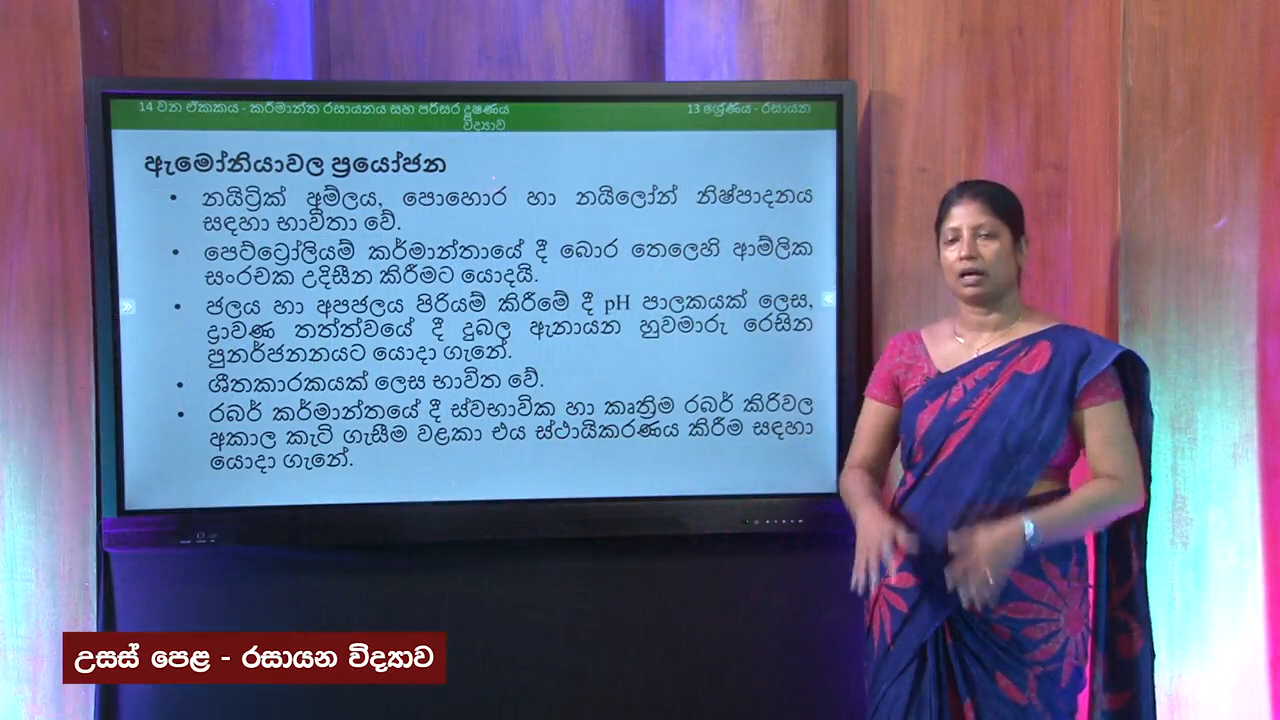 14 වන ඒකකය - කර්මාන්ත රසායනය සහ පරිසර දූෂණය
13 ශ්‍රේණිය - රසායන
විද්‍යාව
ඇමෝනියාවල ප්‍රයෝජන
• නයිට්‍රික් අම්ලය, පොහොර හා නයිලෝන් නිෂ්පාදනය
සඳහා භාවිතා වේ.
• පෙට්ට්‍රෝලියම් කර්මාන්තායේ දී බොර තෙලෙහි ආම්ලික
සංරචක උදිසීන කිරීමට යොදයි.
• ජලය හා අපජලය පිරියම් කිරීමේ දී pH පාලකයක් ලෙස,
ද්‍රාවණ තත්ත්වයේ දී දුබල ඇනායන හුවමාරු රෙසින
පුනර්ජනනයට යොදා ගැනේ.
• ශීතකාරකයක් ලෙස භාවිත වේ.
• රබර් කර්මාන්තයේ දී ස්වභාවික හා කෘත්‍රිම රබර් කිරිවල
අකාල කැටි ගැසීම වළකා එය ස්ථායිකරණය කිරීම සඳහා
යොදා ගැනේ.
උසස් පෙළ - රසායන විද්‍යාව